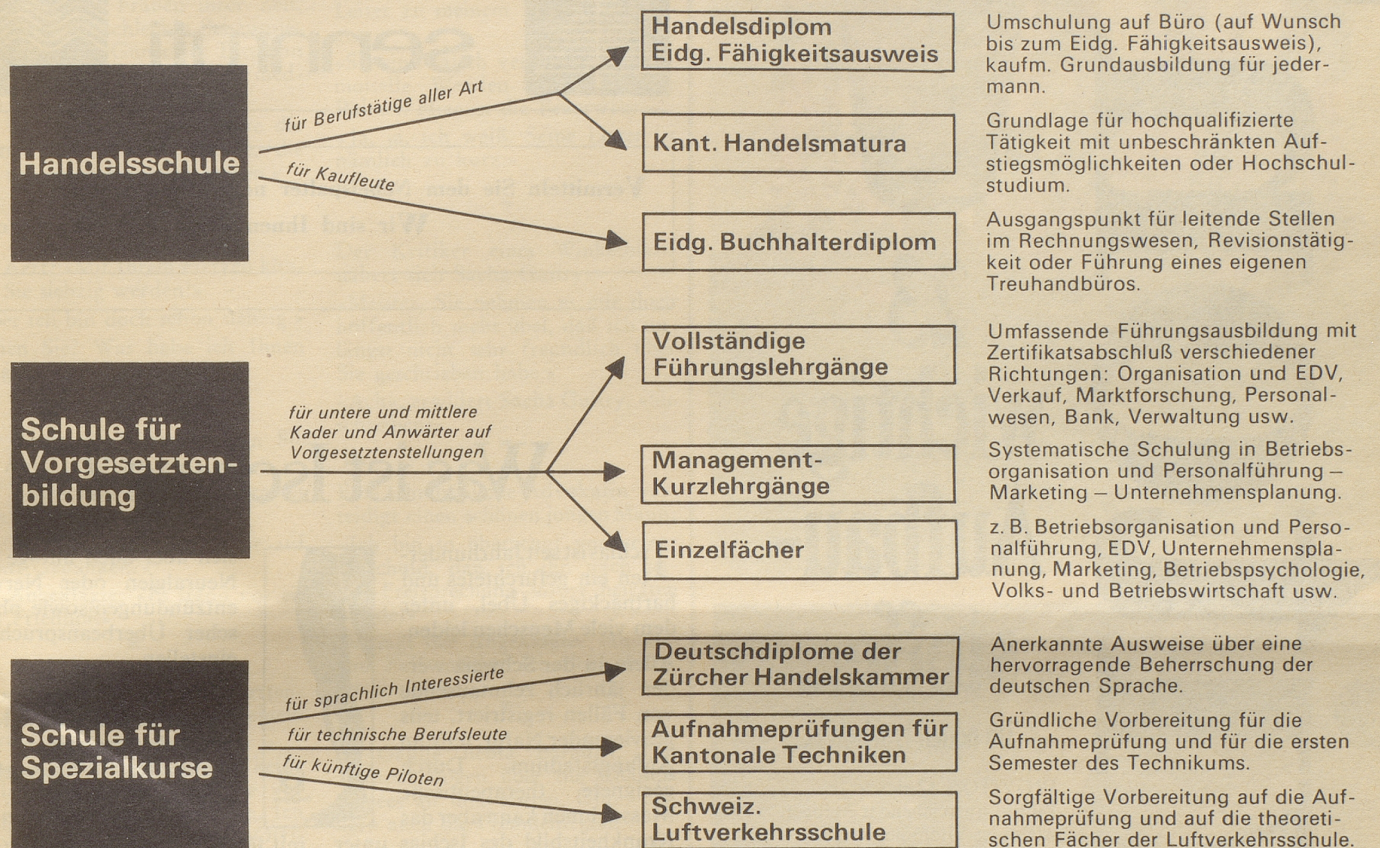 Handelsschule
für Berufstätige aller Art
für Kaufleute
Handelsdiplom
Eidg. Fähigkeitsausweis
Umschulung auf Büro (auf Wunsch
bis zum Eidg. Fähigkeitsausweis),
kaufm. Grundausbildung für jeder-
mann.
Kant. Handelsmatura
Grundlage für hochqualifizierte
Tätigkeit mit unbeschränkten Auf-
stiegsmöglichkeiten oder Hochschul-
studium.
Eidg. Buchhalterdiplom
Ausgangspunkt für leitende Stellen
im Rechnungswesen, Revisionstätig-
keit oder Führung eines eigenen
Treuhandbüros.
Schule für
Vorgesetzten-
bildung
für untere und mittlere
Kader und Anwärter auf
Vorgesetztenstellungen
Vollständige
Führungslehrgänge
Umfassende Führungsausbildung mit
Zertifikatsabschluß verschiedener
Richtungen: Organisation und EDV,
Verkauf, Marktforschung, Personal-
wesen, Bank, Verwaltung usw.
Management-
Kurzlehrgänge
Systematische Schulung in Betriebs-
organisation und Personalführung –
Marketing – Unternehmensplanung.
Einzelfächer
z. B. Betriebsorganisation und Perso-
nalführung, EDV, Unternehmenspla-
nung, Marketing, Betriebspsychologie,
Volks- und Betriebswirtschaft usw.
Schule für
Spezialkurse
für sprachlich Interessierte
für technische Berufsleute
für künftige Piloten
Deutschdiplome der
Zürcher Handelskammer
Anerkannte Ausweise über eine
hervorragende Beherrschung der
deutschen Sprache.
Aufnahmeprüfungen für
Kantonale Techniken
Gründliche Vorbereitung für die
Aufnahmeprüfung und für die ersten
Semester des Technikums.
Schweiz.
Luftverkehrsschule
Sorgfältige Vorbereitung auf die Auf-
nahmeprüfung und auf die theoreti-
schen Fächer der Luftverkehrsschule.